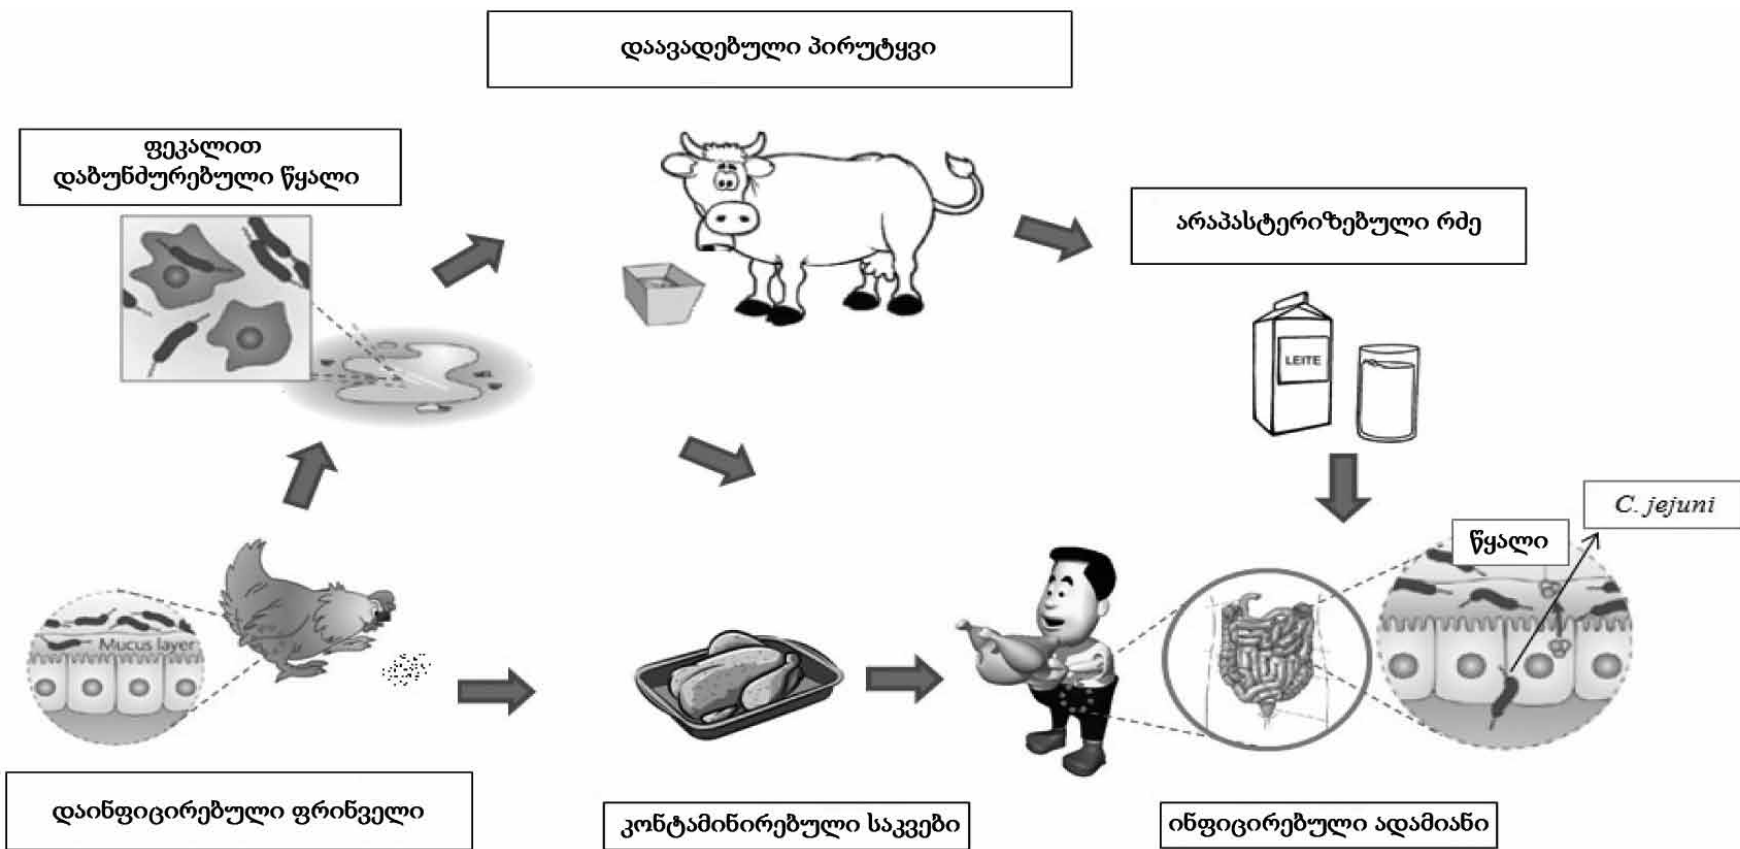 დაავადებული პირუტყვი
ფეკალით
დაბუნძურებული წყალი
არაპასტერიზებული რძე
LEITE
C. jejuni
წყალი
Mucus layer
დაინფიცირებული ფრინველი
კონტამინირებული საკვები
ინფიცირებული ადამიანი